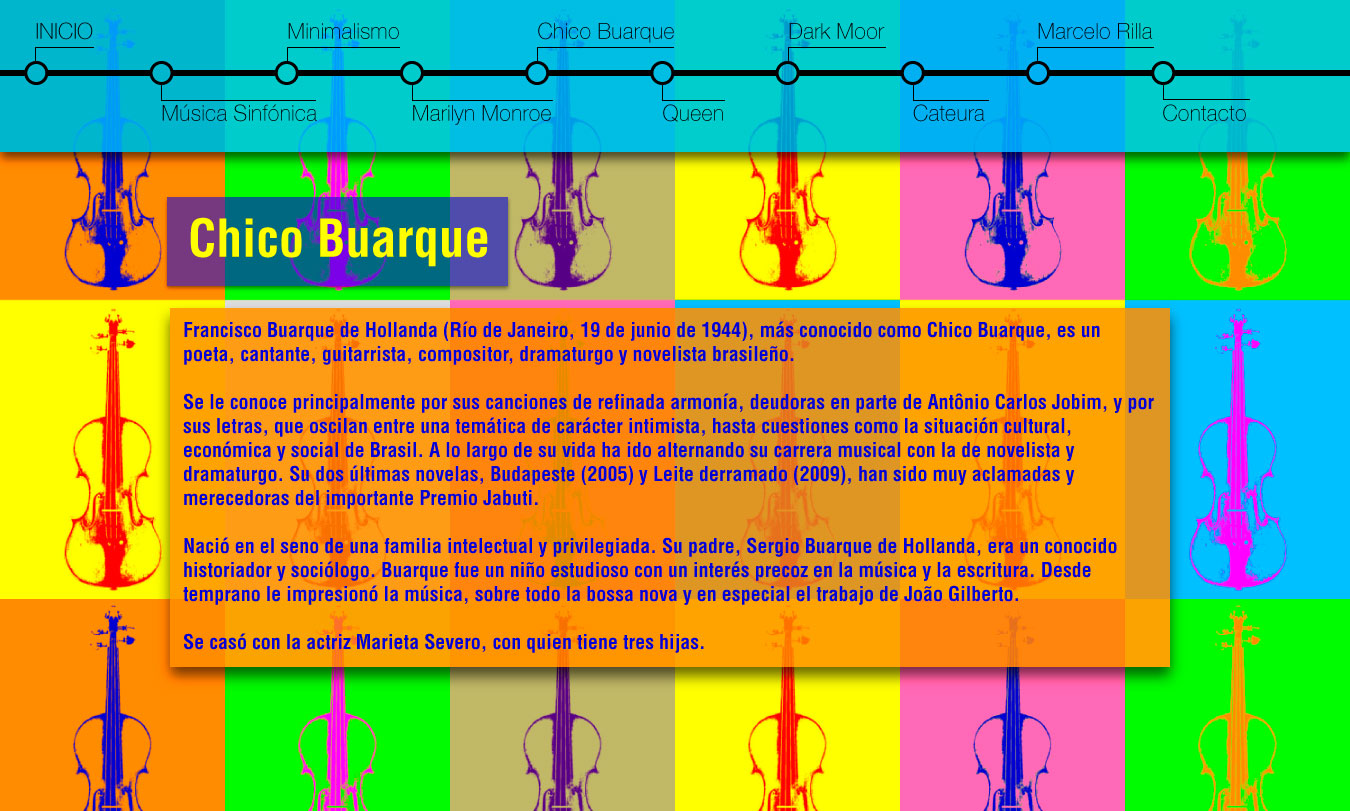 INICIO
Minimalismo
Chico Buarque
Dark Moor
Marcelo Rilla
Música Sinfónica
Marilyn Monroe
Queen
Cateura
Contacto
Chico Buarque
Francisco Buarque de Hollanda (Río de Janeiro, 19 de junio de 1944), más conocido como Chico Buarque, es un
poeta, cantante, guitarrista, compositor, dramaturgo y novelista brasileño.
Se le conoce principalmente por sus canciones de refinada armonía, deudoras en parte de Antônio Carlos Jobim, y por
sus letras, que oscilan entre una temática de carácter intimista, hasta cuestiones como la situación cultural,
económica y social de Brasil. A lo largo de su vida ha ido alternando su carrera musical con la de novelista y
dramaturgo. Su dos últimas novelas, Budapeste (2005) y Leite derramado (2009), han sido muy aclamadas y
merecedoras del importante Premio Jabuti.
Nació en el seno de una familia intelectual y privilegiada. Su padre, Sergio Buarque de Hollanda, era un conocido
historiador y sociólogo. Buarque fue un niño estudioso con un interés precoz en la música y la escritura. Desde
temprano le impresionó la música, sobre todo la bossa nova y en especial el trabajo de João Gilberto.
Se casó con la actriz Marieta Severo, con quien tiene tres hijas.